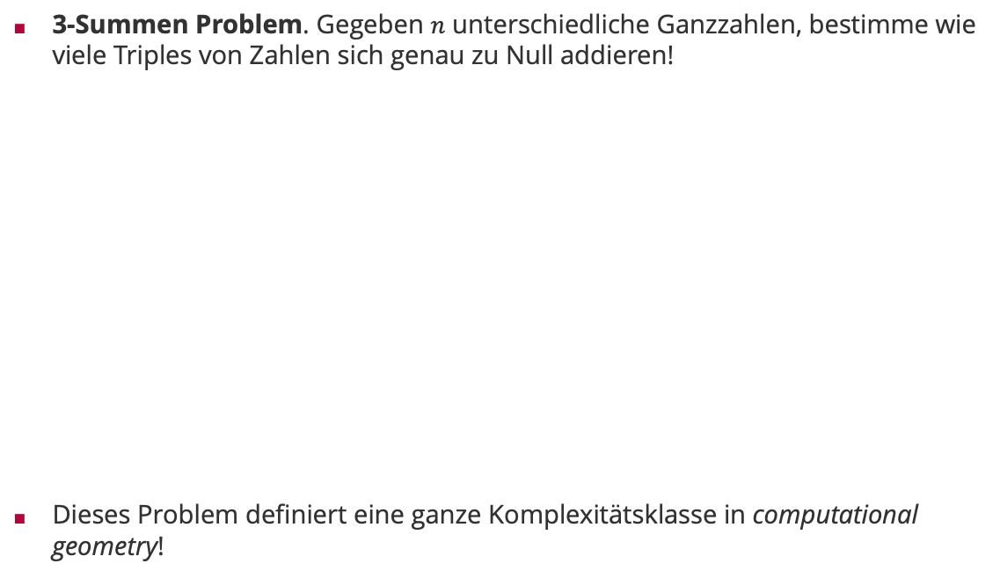 3-Summen Problem. Gegeben n unterschiedliche Ganzzahlen, bestimme wie
viele Triples von Zahlen sich genau zu Null addieren!
Dieses Problem definiert eine ganze Komplexitätsklasse in computational
geometry!